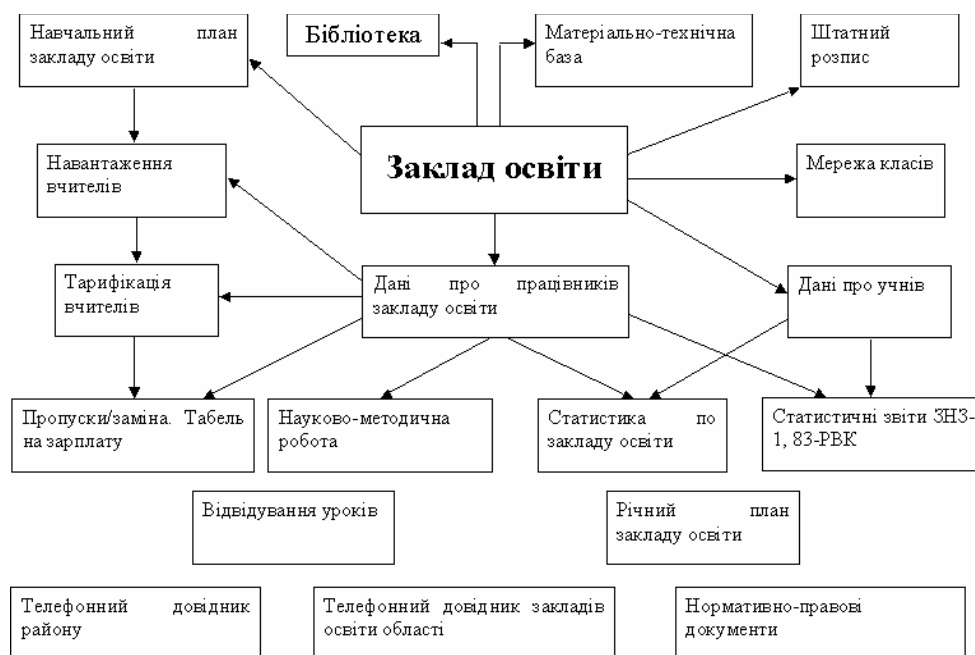 Навчальний план
закладу освіти
Бібліотека
Матеріально-технічна
база
Штатний
розпис
Навантаження
вчителів
Заклад освіти
Мережа класів
Тарифікація
вчителів
Дані про працівників
закладу освіти
Дані про учнів
Пропуски/заміна. Табель
на зарплату
Науково-методична
робота
Статистика по
закладу освіти
Статистичні звіти ЗНЗ-
1, 83-РВК
Відвідування уроків
Річний план
закладу освіти
Телефонний довідник
району
Телефонний довідник закладів
освіти області
Нормативно-правові
документи